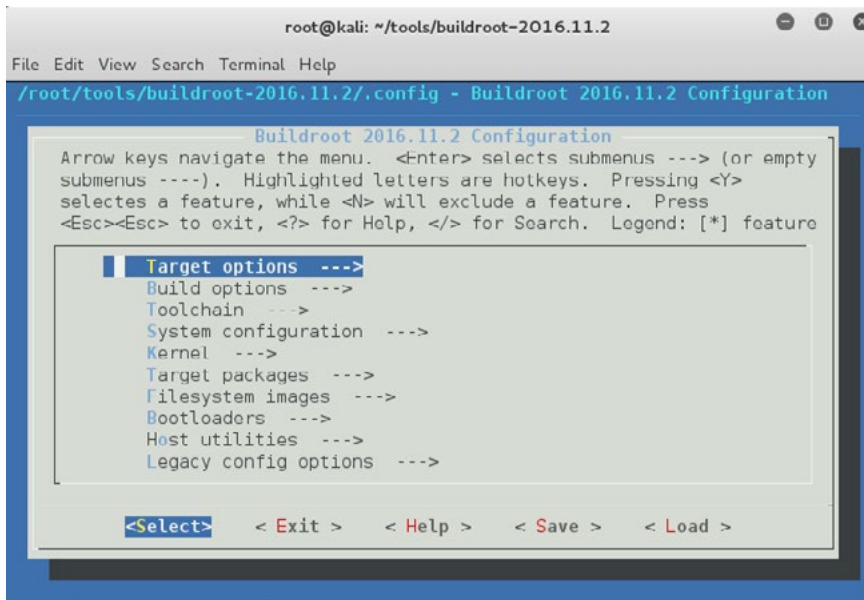 root@kali: ~/tools/buildroot-2016.11.2
File Edit View Search Terminal Help
/root/tools/buildroot-2016.11.2/.config - Buildroot 2016.11.2 Configuration
Buildroot 2016.11.2 Configuration
Arrow keys navigate the menu. <Enter> selects submenus ---> (or empty
submenus ----). Highlighted letters are hotkeys. Pressing <Y>
selectes a feature, while <N> will exclude a feature. Press
<Esc><Esc> to exit, <?> for Help, </> for Search. Legend: [*] feature
Target options --->
Build options --->
Toolchain --->
System configuration --->
Kernel --->
Target packages --->
Filesystem images --->
Bootloaders --->
Host utilities --->
Legacy config options --->
<Select> < Exit > < Help > < Save > < Load >